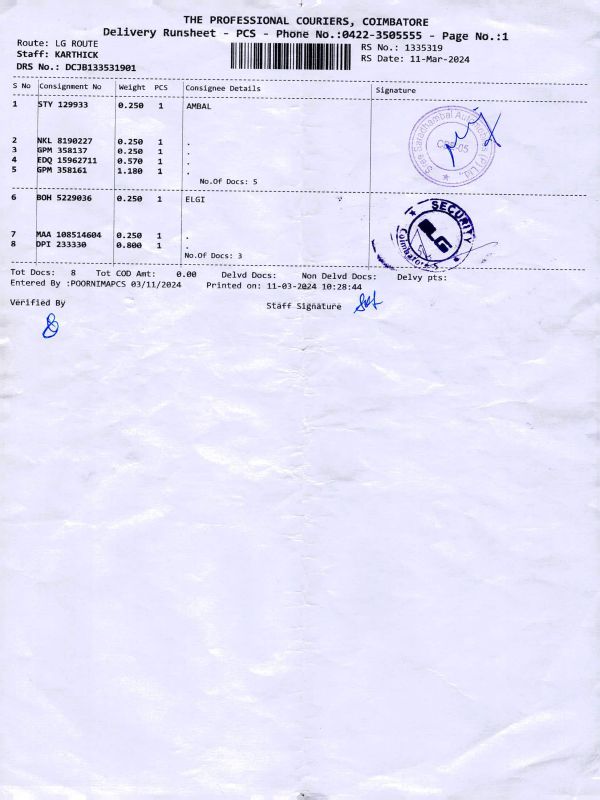 THE PROFESSIONAL COURIERS, COIMBATORE
Delivery Runsheet - PCS - Phone No.:0422-3505555 - Page No.:1
Route: LG ROUTE
RS No.: 1335319
Staff: KARTHICK
RS Date: 11-Mar-2024
DRS No.: DCJB133531901
S No Consignment No Weight PCS Consignee Details Signature
1 STY 129933 0.250 1 AMBAL
2 NKL 8190227 0.250 1 .
3 GPM 358137 0.250 1 .
4 EDQ 15962711 0.570 1 .
5 GPM 358161 1.180 1 .
No.Of Docs: 5
Sree Saradhambal Automobiles (P) Ltd.,
6 BOH 5229036 0.250 1 ELGI
7 MAA 108514604 0.250 1 .
8 DPI 233330 0.800 1 .
No.Of Docs: 3
SECURITY
ELG
Coimbatore-5
Tot Docs: 8 Tot COD Amt: 0.00 Delvd Docs: Non Delvd Docs: Delvy pts:
Entered By :POORNIMAPCS 03/11/2024 Printed on: 11-03-2024 10:28:44
Verified By
Staff Signature